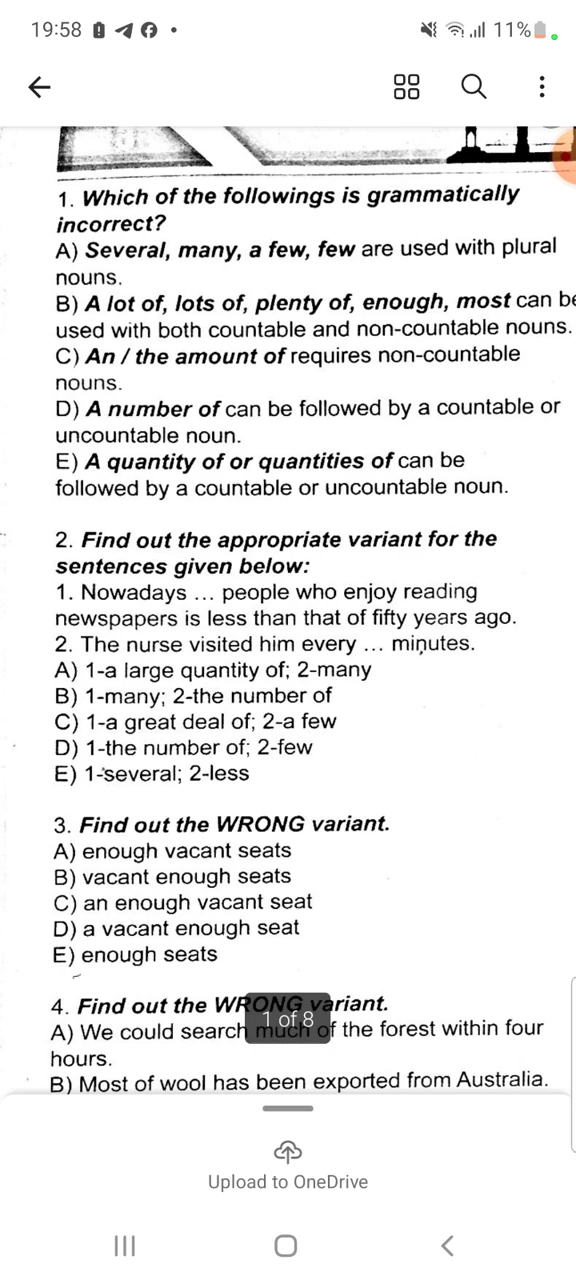 19:58
11%
1. Which of the followings is grammatically
incorrect?
A) Several, many, a few, few are used with plural
nouns.
B) A lot of, lots of, plenty of, enough, most can be
used with both countable and non-countable nouns.
C) An / the amount of requires non-countable
nouns.
D) A number of can be followed by a countable or
uncountable noun.
E) A quantity of or quantities of can be
followed by a countable or uncountable noun.
2. Find out the appropriate variant for the
sentences given below:
1. Nowadays ... people who enjoy reading
newspapers is less than that of fifty years ago.
2. The nurse visited him every ... minutes.
A) 1-a large quantity of; 2-many
B) 1-many; 2-the number of
C) 1-a great deal of; 2-a few
D) 1-the number of; 2-few
E) 1-several; 2-less
3. Find out the WRONG variant.
A) enough vacant seats
B) vacant enough seats
C) an enough vacant seat
D) a vacant enough seat
E) enough seats
4. Find out the WRONG variant.
1 of 8
A) We could search much of the forest within four
hours.
B) Most of wool has been exported from Australia.
Upload to OneDrive